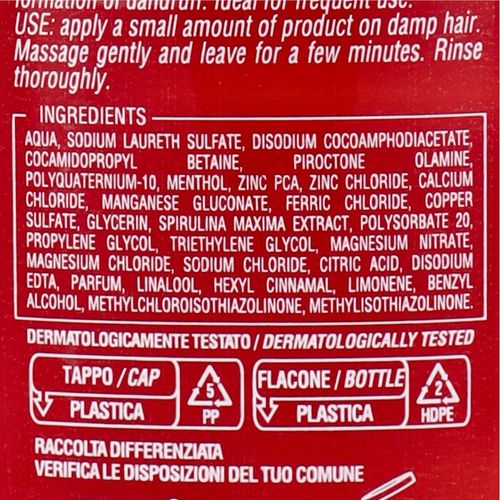 formation of dandruff. Ideal for frequent use.
USE: apply a small amount of product on damp hair.
Massage gently and leave for a few minutes. Rinse
thoroughly.
INGREDIENTS
AQUA, SODIUM LAURETH SULFATE, DISODIUM COCOAMPHODIACETATE,
COCAMIDOPROPYL BETAINE, PIROCTONE OLAMINE,
POLYQUATERNIUM-10, MENTHOL, ZINC PCA, ZINC CHLORIDE, CALCIUM
CHLORIDE, MANGANESE GLUCONATE, FERRIC CHLORIDE, COPPER
SULFATE, GLYCERIN, SPIRULINA MAXIMA EXTRACT, POLYSORBATE 20,
PROPYLENE GLYCOL, TRIETHYLENE GLYCOL, MAGNESIUM NITRATE,
MAGNESIUM CHLORIDE, SODIUM CHLORIDE, CITRIC ACID, DISODIUM
EDTA, PARFUM, LINALOOL, HEXYL CINNAMAL, LIMONENE, BENZYL
ALCOHOL, METHYLCHLOROISOTHIAZOLINONE, METHYLISOTHIAZOLINONE.
DERMATOLOGICAMENTE TESTATO / DERMATOLOGICALLY TESTED
TAPPO / CAP
PLASTICA
5
PP
FLACONE / BOTTLE
PLASTICA
2
HDPE
RACCOLTA DIFFERENZIATA
VERIFICA LE DISPOSIZIONI DEL TUO COMUNE